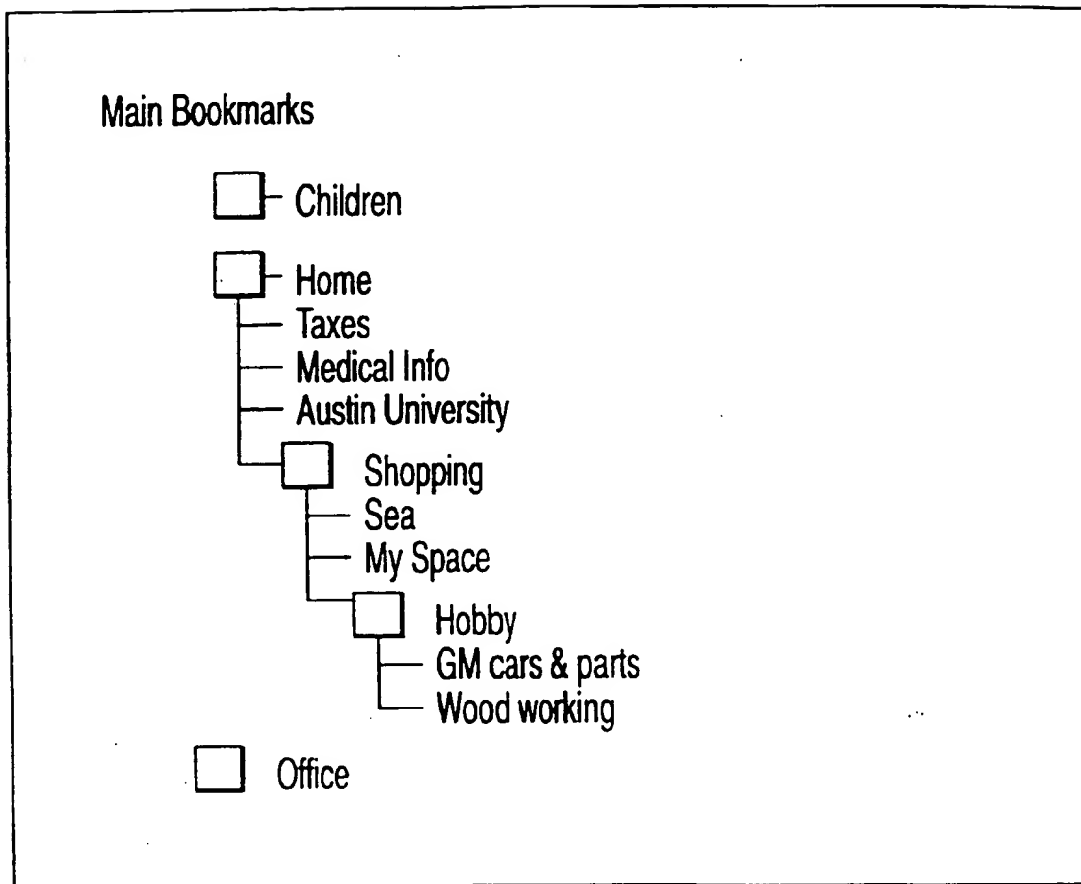 Main Bookmarks
Children
Home
Taxes
Medical Info
Austin University
Shopping
Sea
My Space
Hobby
GM cars & parts
Wood working
Office